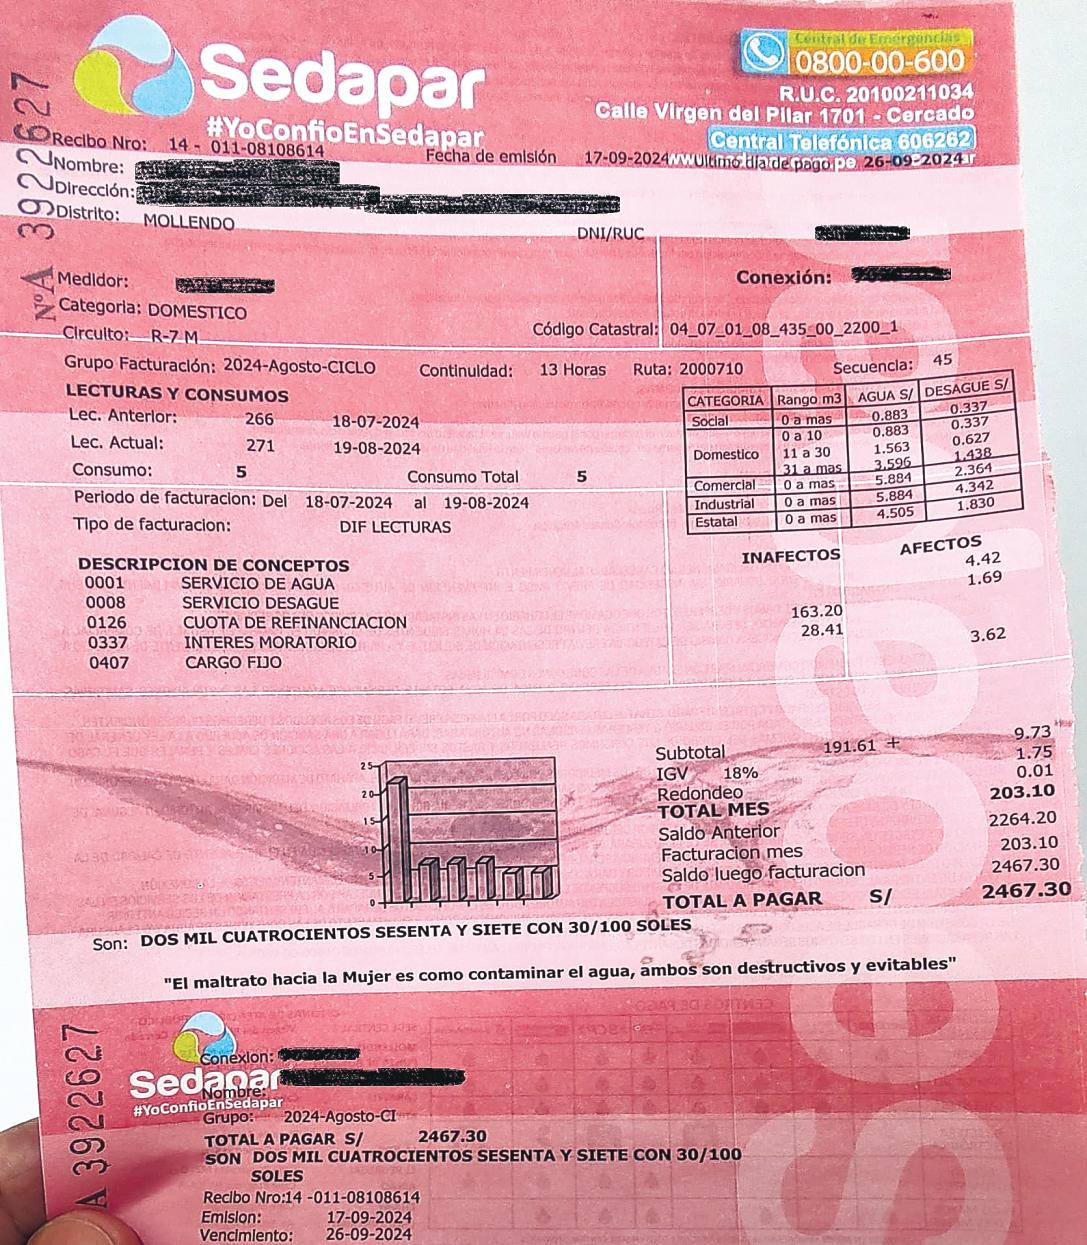 Sedapar
#YoConfioEnSedapar
Central de Emergencias
0800-00-600
R.U.C. 20100211034
Calle Virgen del Pilar 1701 - Cercado
Central Telefónica 606262
Nº A 3922627
Recibo Nro: 14 - 011-08108614
Fecha de emisión 17-09-2024 Ultimo dia de pago 26-09-2024
Nombre:
Dirección:
Distrito: MOLLENDO
DNI/RUC
Medidor:
Conexión:
Categoria: DOMESTICO
Circuito: R-7 M
Código Catastral: 04_07_01_08_435_00_2200_1
Grupo Facturación: 2024-Agosto-CICLO Continuidad: 13 Horas Ruta: 2000710 Secuencia: 45
LECTURAS Y CONSUMOS
Lec. Anterior: 266 18-07-2024
Lec. Actual: 271 19-08-2024
Consumo: 5 Consumo Total 5
Periodo de facturacion: Del 18-07-2024 al 19-08-2024
Tipo de facturacion: DIF LECTURAS
CATEGORIA Rango m3 AGUA S/ DESAGUE S/
Social 0 a mas 0.883 0.337
Domestico 0 a 10 0.883 0.337
11 a 30 1.563 0.627
31 a mas 3.596 1.438
Comercial 0 a mas 5.884 2.364
Industrial 0 a mas 5.884 4.342
Estatal 0 a mas 4.505 1.830
DESCRIPCION DE CONCEPTOS INAFECTOS AFECTOS
0001 SERVICIO DE AGUA 4.42
0008 SERVICIO DESAGUE 1.69
0126 CUOTA DE REFINANCIACION 163.20
0337 INTERES MORATORIO 28.41
0407 CARGO FIJO 3.62
25
20
15
10
5
0
Subtotal 191.61 + 9.73
IGV 18% 1.75
Redondeo 0.01
TOTAL MES 203.10
Saldo Anterior 2264.20
Facturacion mes 203.10
Saldo luego facturacion 2467.30
TOTAL A PAGAR S/ 2467.30
Son: DOS MIL CUATROCIENTOS SESENTA Y SIETE CON 30/100 SOLES
"El maltrato hacia la Mujer es como contaminar el agua, ambos son destructivos y evitables"
Sedapar
#YoConfioEnSedapar
A 3922627
Conexion:
Nombre:
Grupo: 2024-Agosto-CI
TOTAL A PAGAR S/ 2467.30
SON DOS MIL CUATROCIENTOS SESENTA Y SIETE CON 30/100
SOLES
Recibo Nro:14 -011-08108614
Emision: 17-09-2024
Vencimiento: 26-09-2024
Sedapar